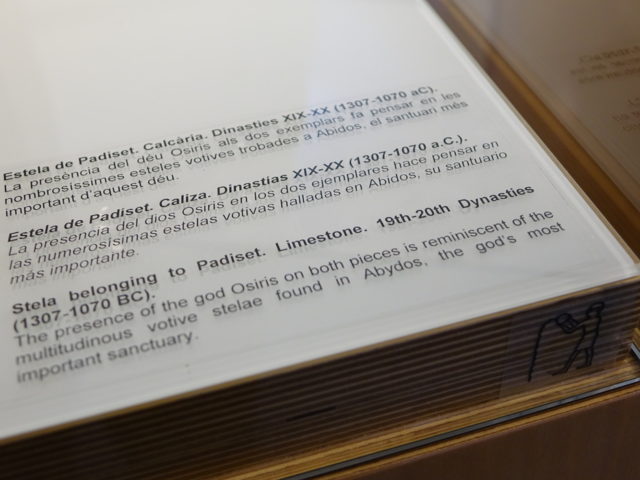 Estela de Padiset. Calcària. Dinasties XIX-XX (1307-1070 aC).
La presència del déu Osiris als dos exemplars fa pensar en les
nombrosíssimes esteles votives trobades a Abidos, el santuari més
important d'aquest déu.
Estela de Padiset. Caliza. Dinastías XIX-XX (1307-1070 a.C.).
La presencia del dios Osiris en los dos ejemplares hace pensar en
las numerosísimas estelas votivas halladas en Abidos, su santuario
más importante.
Stela belonging to Padiset. Limestone. 19th-20th Dynasties
(1307-1070 BC).
The presence of the god Osiris on both pieces is reminiscent of the
multitudinous votive stelae found in Abydos, the god's most
important sanctuary.